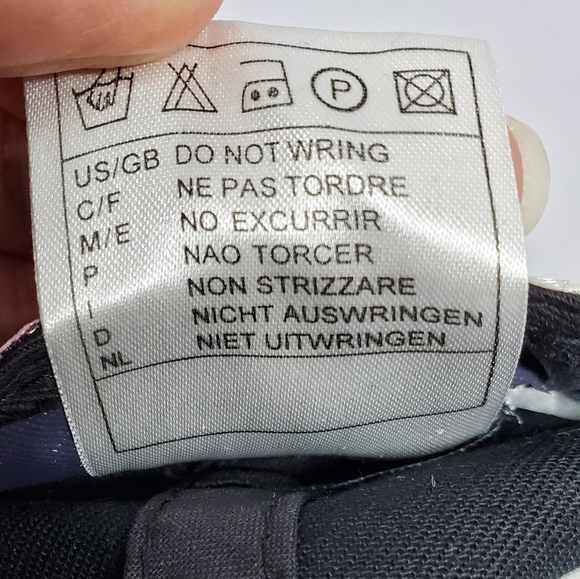 P
US/GB DO NOT WRING
C/F NE PAS TORDRE
M/E NO EXCURRIR
P NAO TORCER
I NON STRIZZARE
D NICHT AUSWRINGEN
NL NIET UITWRINGEN